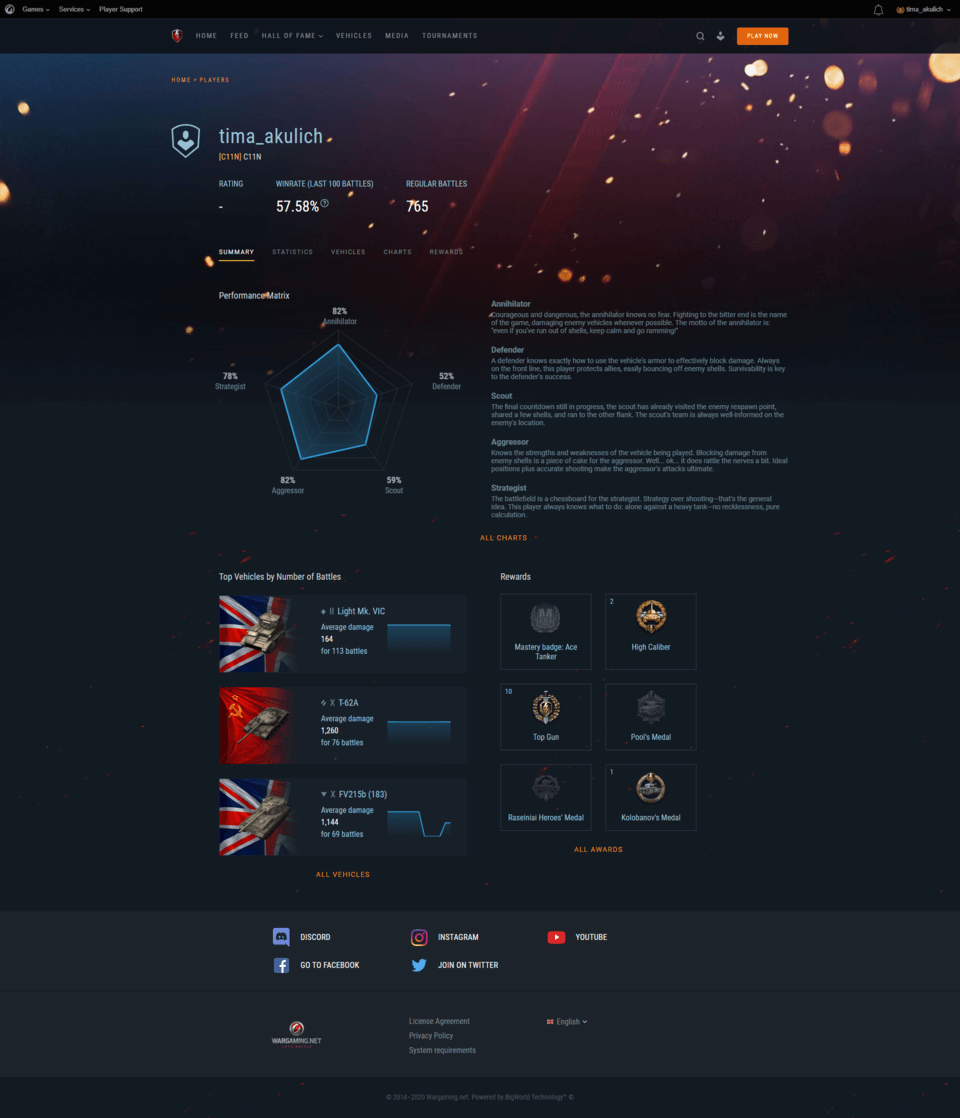 Games Services Player Support
tima_akulich
HOME FEED HALL OF FAME VEHICLES MEDIA TOURNAMENTS
PLAY NOW
HOME > PLAYERS
tima_akulich
[C11N] C11N
RATING WINRATE (LAST 100 BATTLES) REGULAR BATTLES
- 57.58% 765
SUMMARY STATISTICS VEHICLES CHARTS REWARDS
Performance Matrix
82%
Annihilator
78%
Strategist
52%
Defender
82%
Aggressor
59%
Scout
Annihilator
Courageous and dangerous, the annihilator knows no fear. Fighting to the bitter end is the name
of the game, damaging enemy vehicles whenever possible. The motto of the annihilator is:
"even if you've run out of shells, keep calm and go ramming!"
Defender
A defender knows exactly how to use the vehicle's armor to effectively block damage. Always
on the front line, this player protects allies, easily bouncing off enemy shells. Survivability is key
to the defender's success.
Scout
The final countdown still in progress, the scout has already visited the enemy respawn point,
shared a few shells, and ran to the other flank. The scout's team is always well-informed on the
enemy's location.
Aggressor
Knows the strengths and weaknesses of the vehicle being played. Blocking damage from
enemy shells is a piece of cake for the aggressor. Well... ok... it does rattle the nerves a bit. Ideal
positions plus accurate shooting make the aggressor's attacks ultimate.
Strategist
The battlefield is a chessboard for the strategist. Strategy over shooting—that's the general
idea. This player always knows what to do: alone against a heavy tank—no recklessness, pure
calculation.
ALL CHARTS
Top Vehicles by Number of Battles
II Light Mk. VIC
Average damage
164
for 113 battles
X T-62A
Average damage
1,260
for 76 battles
X FV215b (183)
Average damage
1,144
for 69 battles
ALL VEHICLES
Rewards
Mastery badge: Ace
Tanker
2
High Caliber
10
Top Gun
Pool's Medal
Raseiniai Heroes' Medal
1
Kolobanov's Medal
ALL AWARDS
DISCORD INSTAGRAM YOUTUBE
GO TO FACEBOOK JOIN ON TWITTER
WARGAMING.NET
LET'S BATTLE
License Agreement
Privacy Policy
System requirements
English
© 2014–2020 Wargaming.net. Powered by BigWorld Technology™ ©